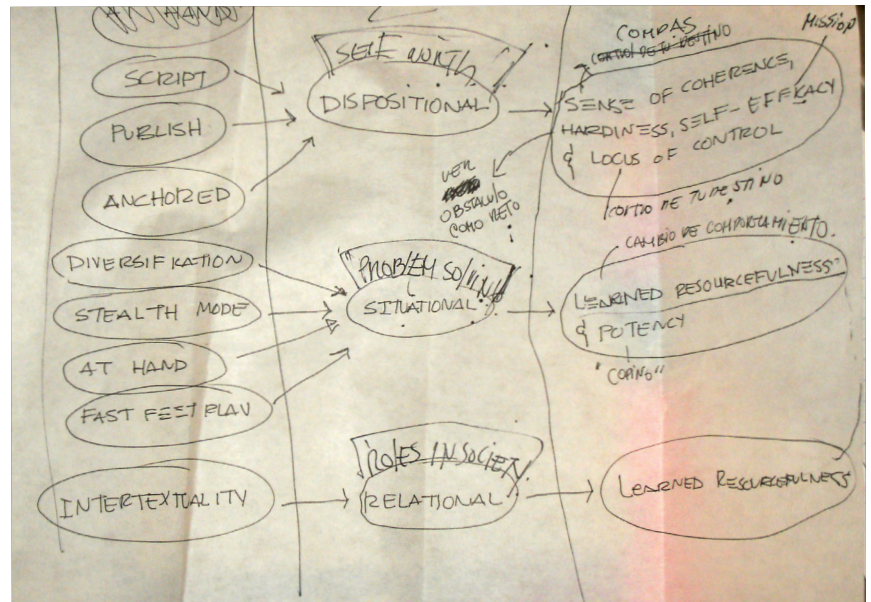 SCRIPT
PUBLISH
ANCHORED
DIVERSIFIKATION
STEALTH MODE
AT HAND
FAST FEET PLAY
INTERTEXTUALITY
SELF WORTH
DISPOSITIONAL
"PROBLEM SOLVING"
SITUATIONAL
ROLES IN SOCIETY
RELATIONAL
COMPAS
MISSION
SENSE OF COHERENCE,
HARDINESS, SELF-EFFICACY
& LOCUS OF CONTROL
VER
OBSTACULO
COMO RETO
CONTROL DE TU DESTINO
CAMBIO DE COMPORTAMIENTO.
LEARNED RESOURCEFULNESS"
& POTENCY
"COPING"
LEARNED RESOURCEFULNESS